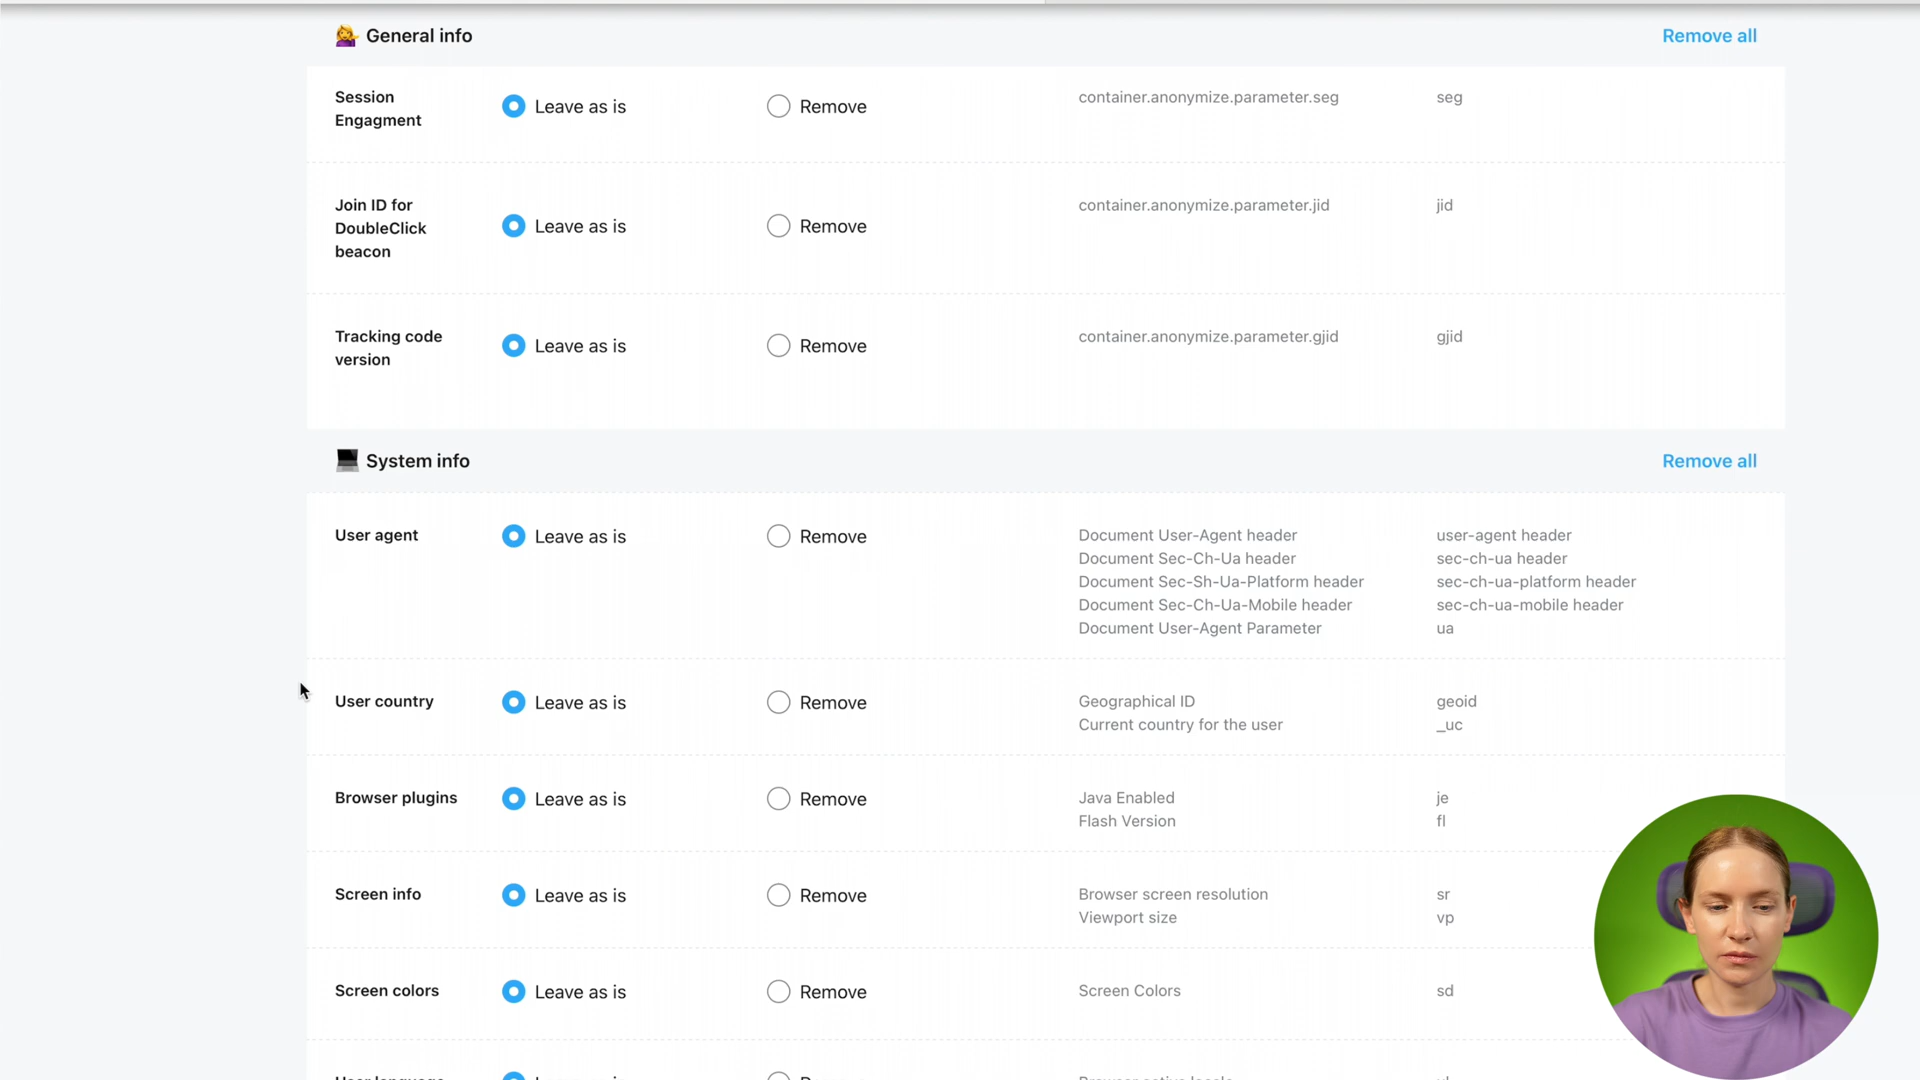 General info
Remove all
Session
Engagment
Leave as is
Remove
container.anonymize.parameter.seg
seg
Join ID for
DoubleClick
beacon
Leave as is
Remove
container.anonymize.parameter.jid
jid
Tracking code
version
Leave as is
Remove
container.anonymize.parameter.gjid
gjid
System info
Remove all
User agent
Leave as is
Remove
Document User-Agent header
user-agent header
Document Sec-Ch-Ua header
sec-ch-ua header
Document Sec-Sh-Ua-Platform header
sec-ch-ua-platform header
Document Sec-Ch-Ua-Mobile header
sec-ch-ua-mobile header
Document User-Agent Parameter
ua
User country
Leave as is
Remove
Geographical ID
geoid
Current country for the user
_uc
Browser plugins
Leave as is
Remove
Java Enabled
je
Flash Version
fl
Screen info
Leave as is
Remove
Browser screen resolution
sr
Viewport size
vp
Screen colors
Leave as is
Remove
Screen Colors
sd